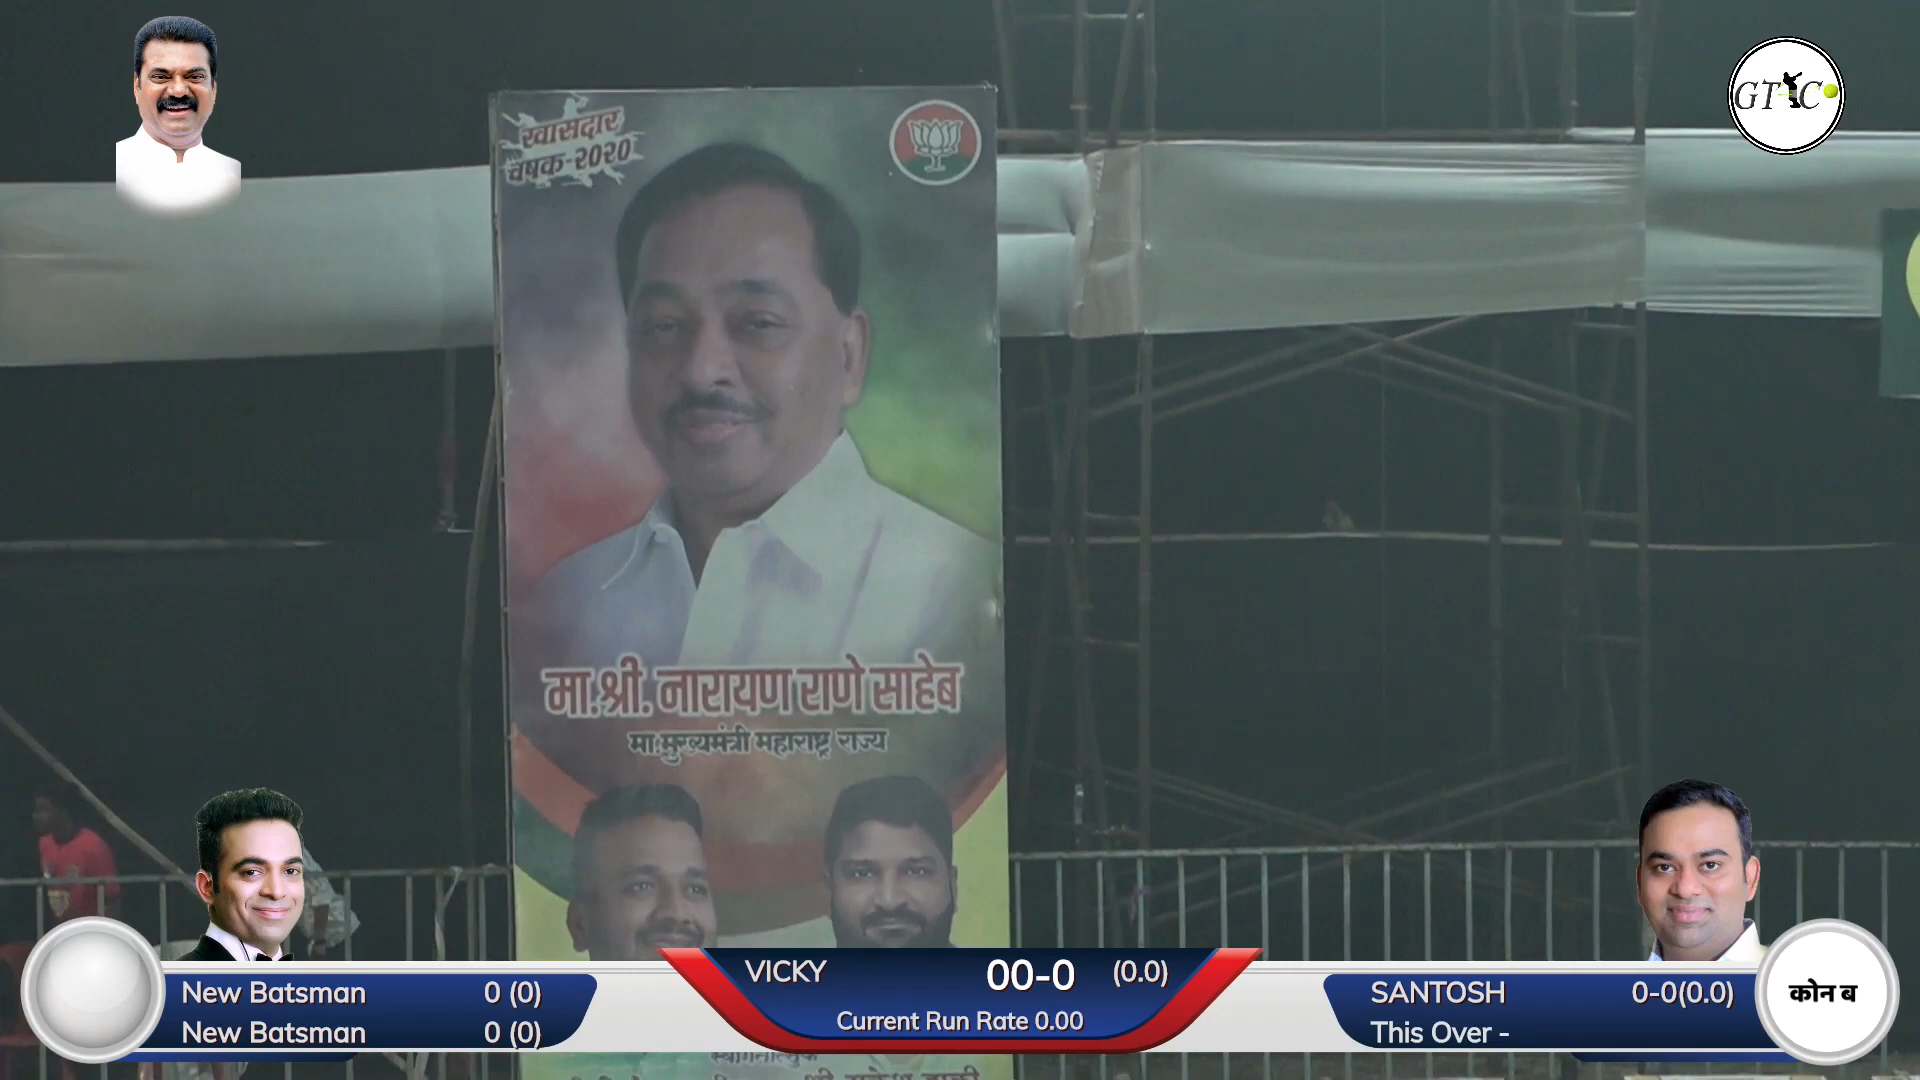 खासदार
चषक-२०२०
GTCC
मा.श्री. नारायण राणे साहेब
मा.मुख्यमंत्री महाराष्ट्र राज्य
New Batsman 0 (0)
New Batsman 0 (0)
VICKY 00-0 (0.0)
Current Run Rate 0.00
SANTOSH 0-0(0.0)
This Over -
कोन ब